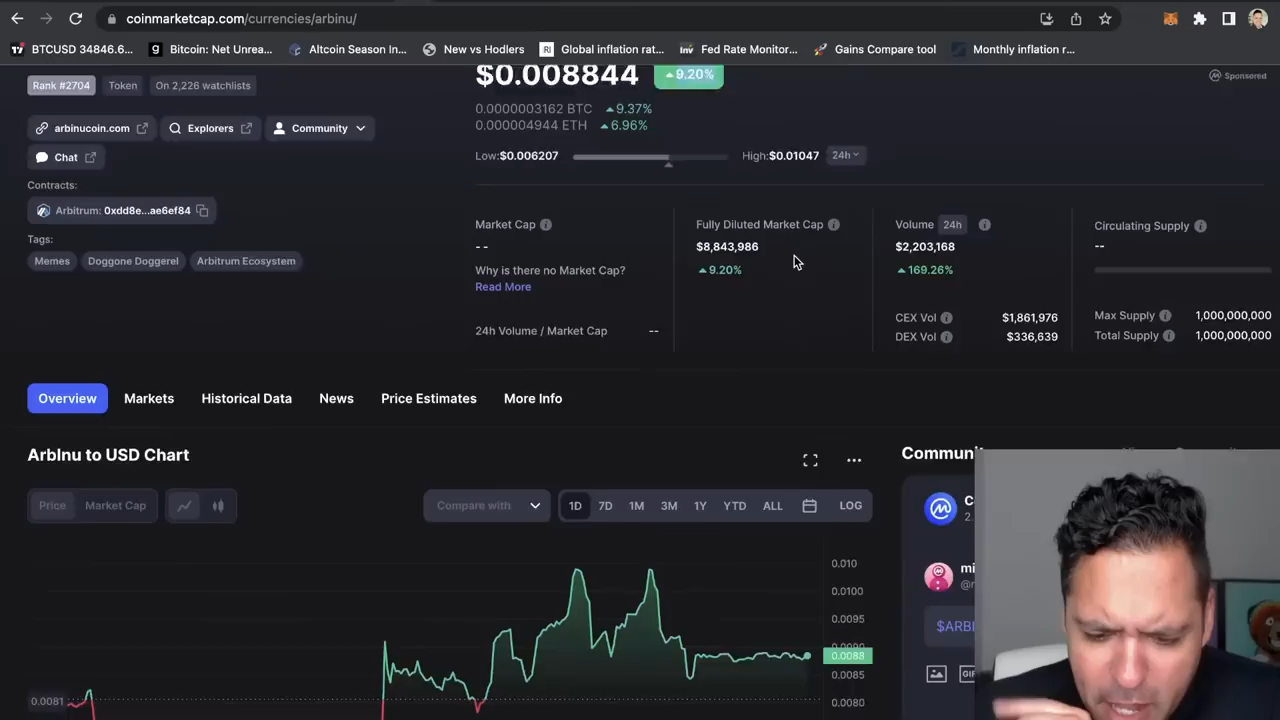 coinmarketcap.com/currencies/arbinu/
BTCUSD 34846.6... Bitcoin: Net Unrea... Altcoin Season In... New vs Hodlers Global inflation rat... Fed Rate Monitor... Gains Compare tool Monthly inflation r...
$0.008844 9.20%
Sponsored
Rank #2704 Token On 2,226 watchlists
0.0000003162 BTC 9.37%
0.000004944 ETH 6.96%
arbinucoin.com Explorers Community
Chat
Low:$0.006207 High:$0.01047 24h
Contracts:
Arbitrum: 0xdd8e...ae6ef84
Tags:
Memes Doggone Doggerel Arbitrum Ecosystem
Market Cap Fully Diluted Market Cap Volume 24h Circulating Supply
- - $8,843,986 $2,203,168 --
Why is there no Market Cap? 9.20% 169.26%
Read More
CEX Vol $1,861,976 Max Supply 1,000,000,000
24h Volume / Market Cap -- DEX Vol $336,639 Total Supply 1,000,000,000
Overview Markets Historical Data News Price Estimates More Info
ArbInu to USD Chart
Price Market Cap Compare with 1D 7D 1M 3M 1Y YTD ALL LOG
0.010
0.0100
0.0095
0.0090
0.0088
0.0085
0.0081 0.0080
$ARBI
GIF